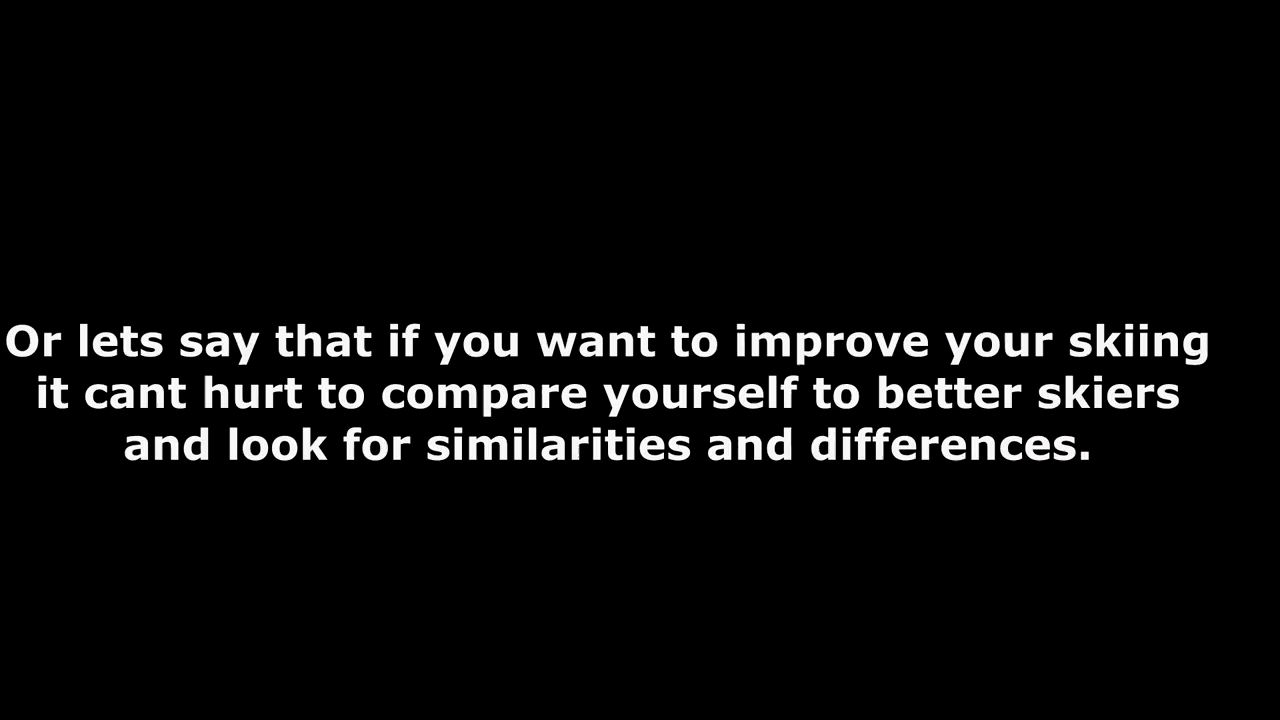 Or lets say that if you want to improve your skiing
it cant hurt to compare yourself to better skiers
and look for similarities and differences.